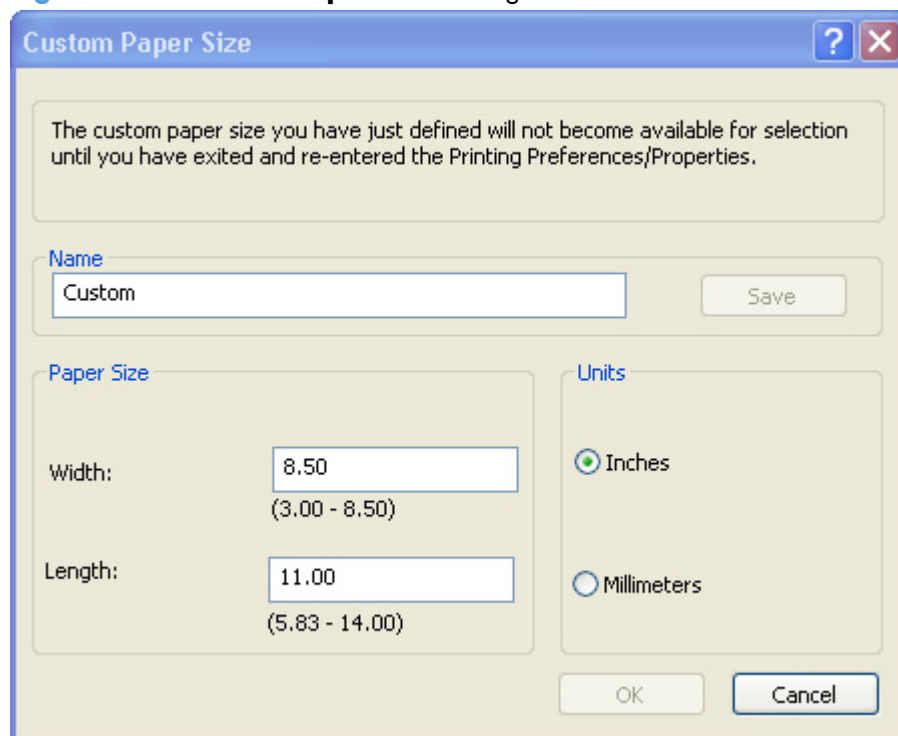 Custom Paper Size
The custom paper size you have just defined will not become available for selection
until you have exited and re-entered the Printing Preferences/Properties.
Name
Custom
Save
Paper Size
Units
Width:
8.50
(3.00 - 8.50)
Inches
Length:
11.00
(5.83 - 14.00)
Millimeters
OK
Cancel